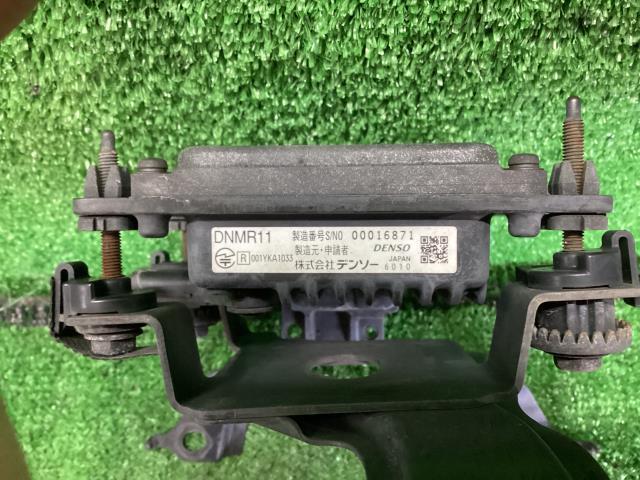 DNMR11 製造番号S/N0 00016871
製造元・申請者: DENSO
R 001YKA1033 JAPAN
株式会社デンソー 6010